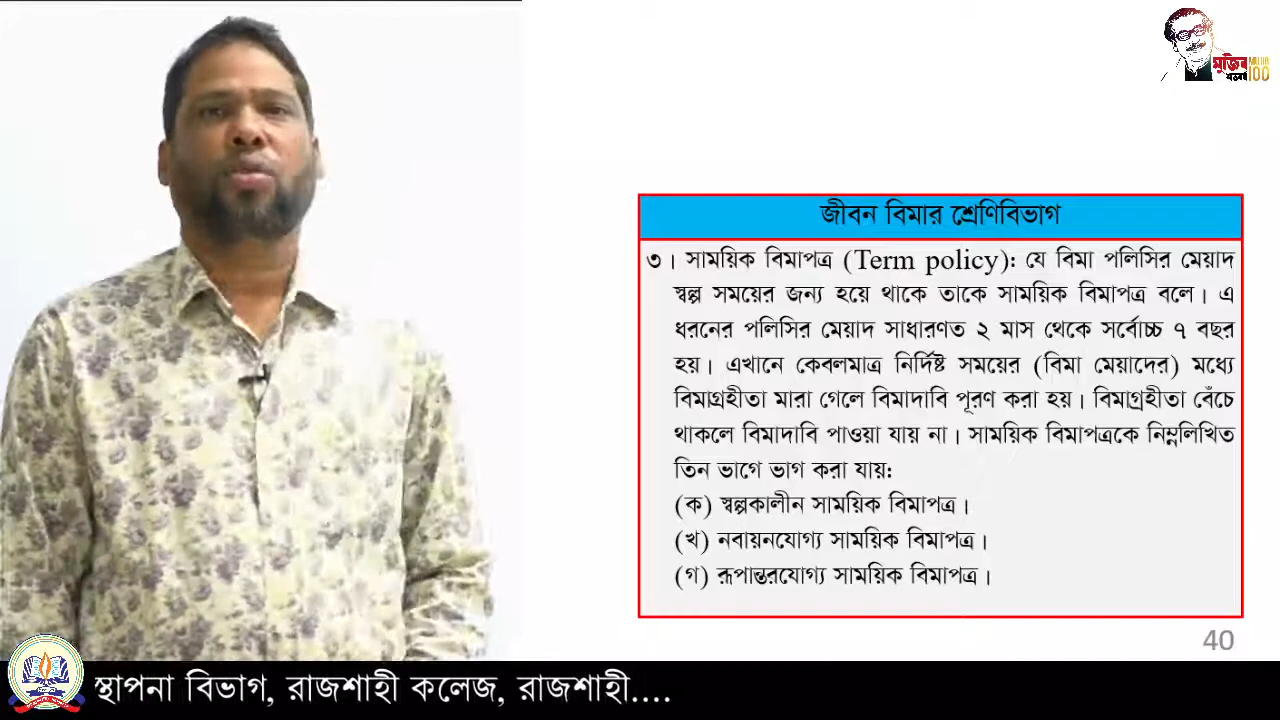 মুজিব MUJIB
শতবর্ষ 100
জীবন বিমার শ্রেণিবিভাগ
৩। সাময়িক বিমাপত্র (Term policy): যে বিমা পলিসির মেয়াদ
স্বল্প সময়ের জন্য হয়ে থাকে তাকে সাময়িক বিমাপত্র বলে। এ
ধরনের পলিসির মেয়াদ সাধারণত ২ মাস থেকে সর্বোচ্চ ৭ বছর
হয়। এখানে কেবলমাত্র নির্দিষ্ট সময়ের (বিমা মেয়াদের) মধ্যে
বিমাগ্রহীতা মারা গেলে বিমাদাবি পূরণ করা হয়। বিমাগ্রহীতা বেঁচে
থাকলে বিমাদাবি পাওয়া যায় না। সাময়িক বিমাপত্রকে নিম্নলিখিত
তিন ভাগে ভাগ করা যায়:
(ক) স্বল্পকালীন সাময়িক বিমাপত্র।
(খ) নবায়নযোগ্য সাময়িক বিমাপত্র।
(গ) রূপান্তরযোগ্য সাময়িক বিমাপত্র।
40
স্থাপনা বিভাগ, রাজশাহী কলেজ, রাজশাহী....